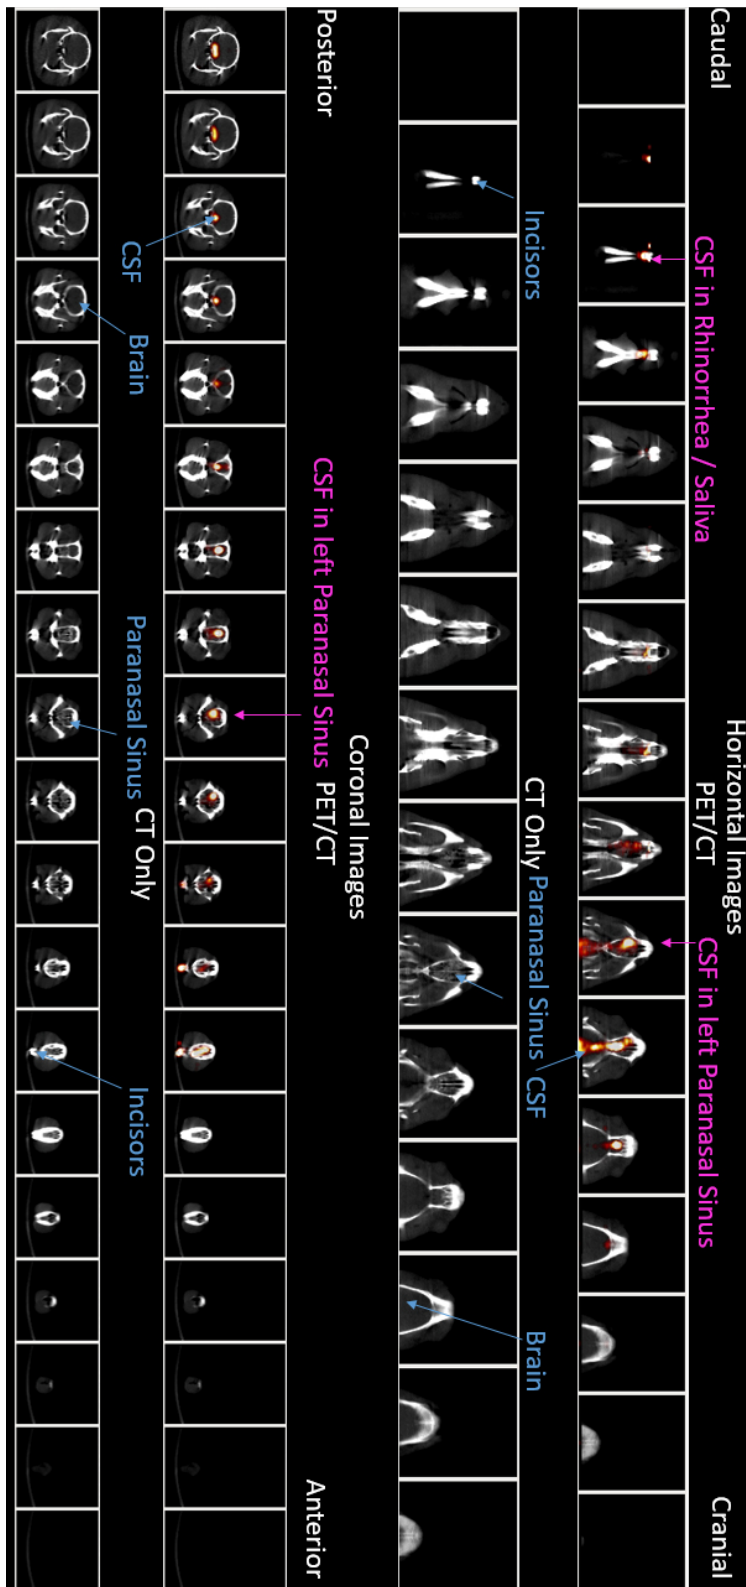 Horizontal Images
Caudal
PET/CT
Cranial
CSF in Rhinorrhea / Saliva
CSF in left Paranasal Sinus
CT Only
Incisors
Paranasal Sinus
CSF
Brain
Coronal Images
Posterior
PET/CT
Anterior
CSF in left Paranasal Sinus
CT Only
CSF
Brain
Paranasal Sinus
Incisors